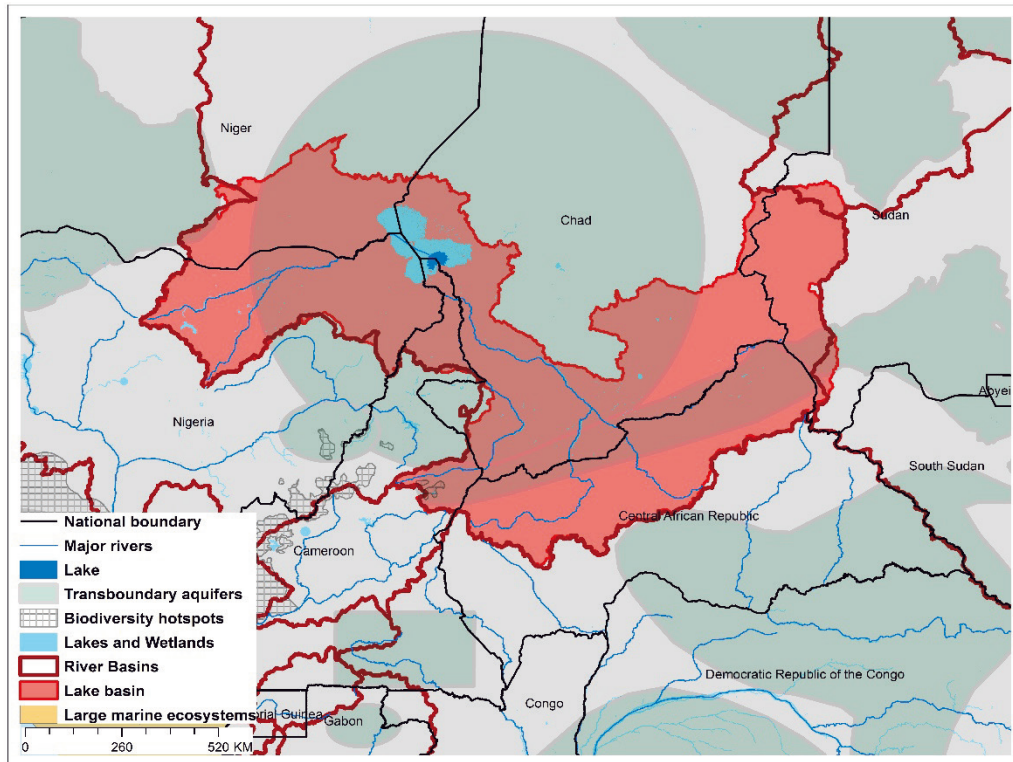 Niger
Chad
Sudan
Abyei
Nigeria
South Sudan
Central African Republic
Cameroon
Democratic Republic of the Congo
Congo
Gabon
National boundary
Major rivers
Lake
Transboundary aquifers
Biodiversity hotspots
Lakes and Wetlands
River Basins
Lake basin
Large marine ecosystems
orial Guinea
0 260 520 KM